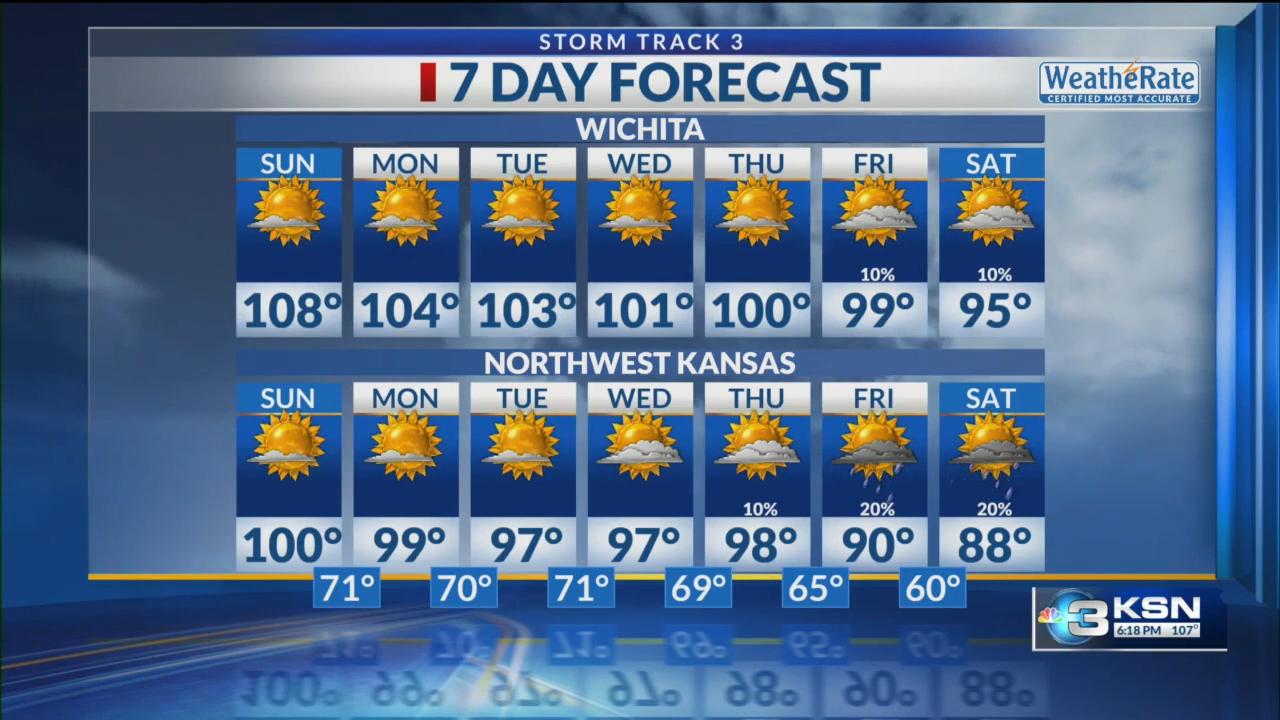 STORM TRACK 3
7 DAY FORECAST
WeatheRate
CERTIFIED MOST ACCURATE
WICHITA
SUN MON TUE WED THU FRI SAT
10% 10%
108° 104° 103° 101° 100° 99° 95°
NORTHWEST KANSAS
SUN MON TUE WED THU FRI SAT
10% 20% 20%
100° 99° 97° 97° 98° 90° 88°
71° 70° 71° 69° 65° 60°
3 KSN
6:18 PM 107°